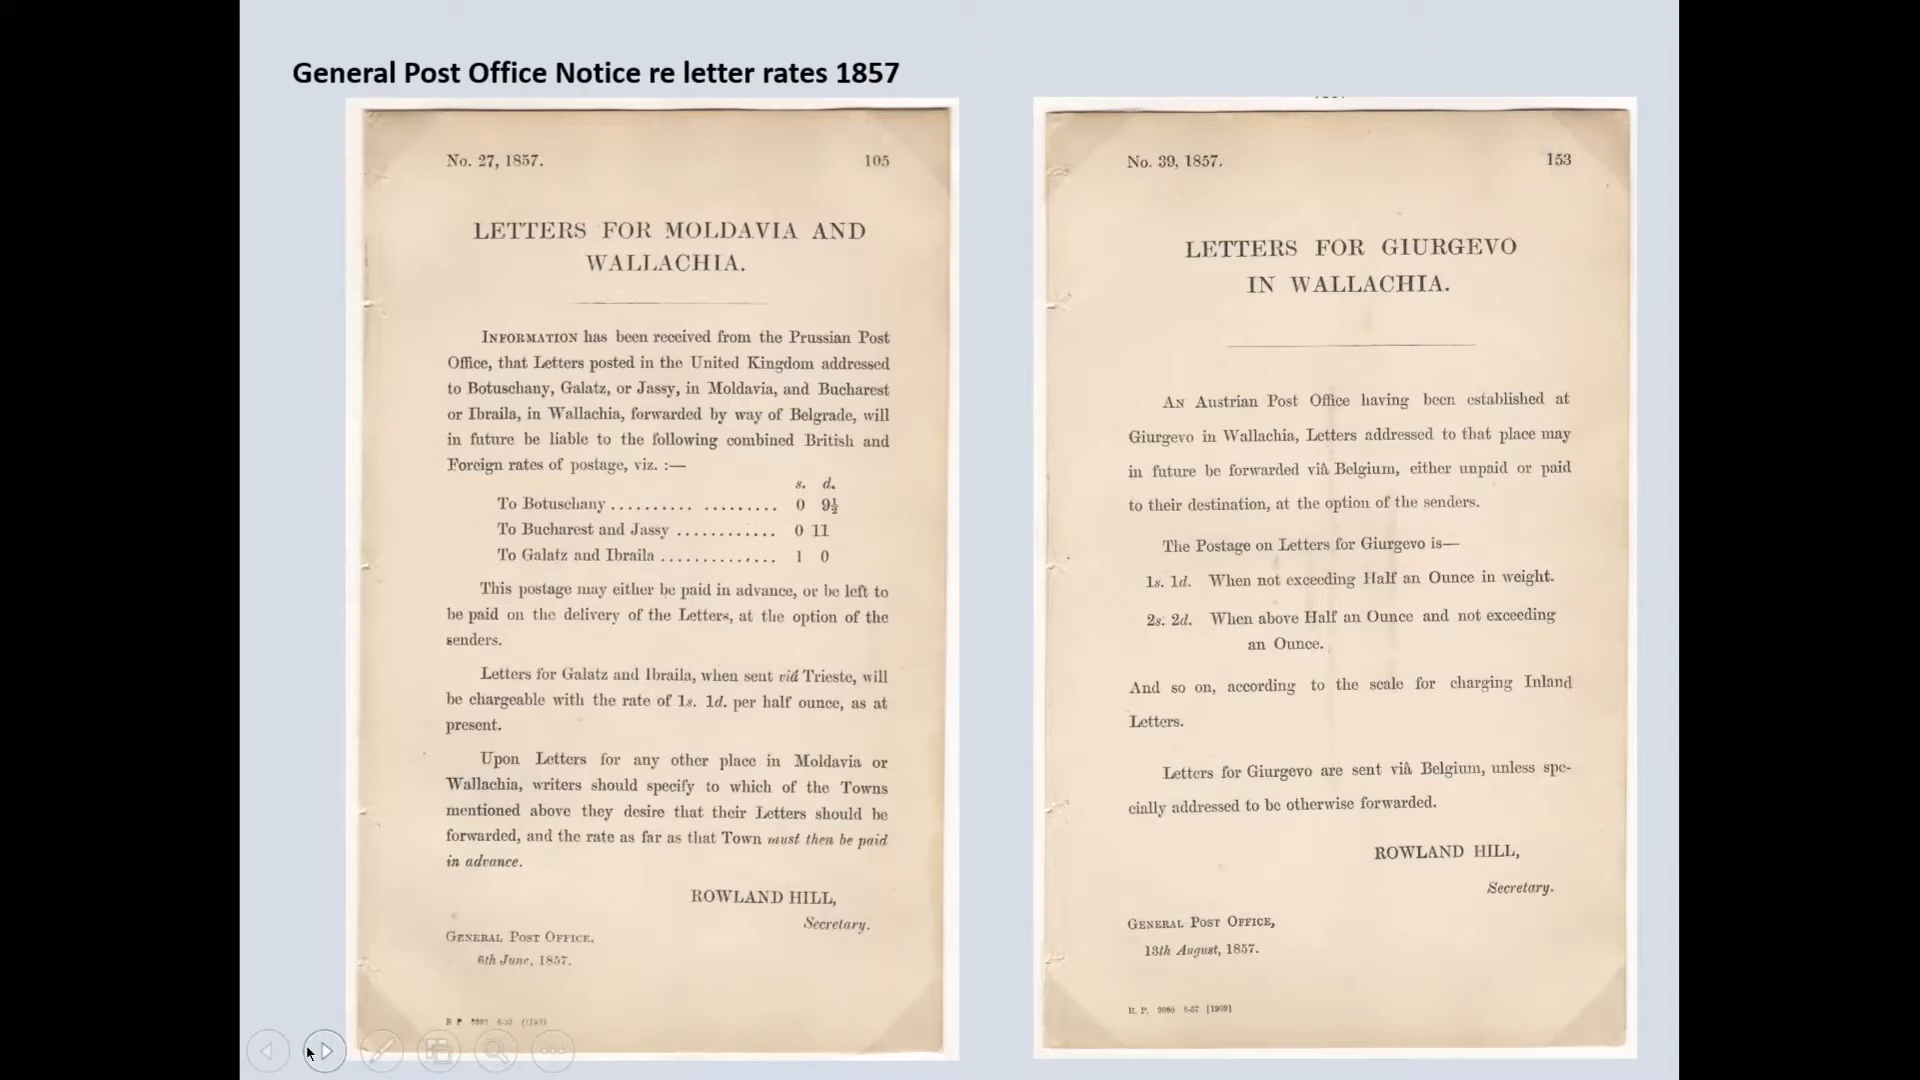 General Post Office Notice re letter rates 1857
No. 27, 1857. 105
LETTERS FOR MOLDAVIA AND
WALLACHIA.
INFORMATION has been received from the Prussian Post
Office, that Letters posted in the United Kingdom addressed
to Botuschany, Galatz, or Jassy, in Moldavia, and Bucharest
or Ibraila, in Wallachia, forwarded by way of Belgrade, will
in future be liable to the following combined British and
Foreign rates of postage, viz. :—
s. d.
To Botuschany .......... ......... 0 9½
To Bucharest and Jassy ............ 0 11
To Galatz and Ibraila .............. 1 0
This postage may either be paid in advance, or be left to
be paid on the delivery of the Letters, at the option of the
senders.
Letters for Galatz and Ibraila, when sent viâ Trieste, will
be chargeable with the rate of 1s. 1d. per half ounce, as at
present.
Upon Letters for any other place in Moldavia or
Wallachia, writers should specify to which of the Towns
mentioned above they desire that their Letters should be
forwarded, and the rate as far as that Town must then be paid
in advance.
ROWLAND HILL,
Secretary.
GENERAL POST OFFICE,
6th June, 1857.
No. 39, 1857. 153
LETTERS FOR GIURGEVO
IN WALLACHIA.
AN Austrian Post Office having been established at
Giurgevo in Wallachia, Letters addressed to that place may
in future be forwarded viâ Belgium, either unpaid or paid
to their destination, at the option of the senders.
The Postage on Letters for Giurgevo is—
1s. 1d. When not exceeding Half an Ounce in weight.
2s. 2d. When above Half an Ounce and not exceeding
an Ounce.
And so on, according to the scale for charging Inland
Letters.
Letters for Giurgevo are sent viâ Belgium, unless spe-
cially addressed to be otherwise forwarded.
ROWLAND HILL,
Secretary.
GENERAL POST OFFICE,
13th August, 1857.
R. P.